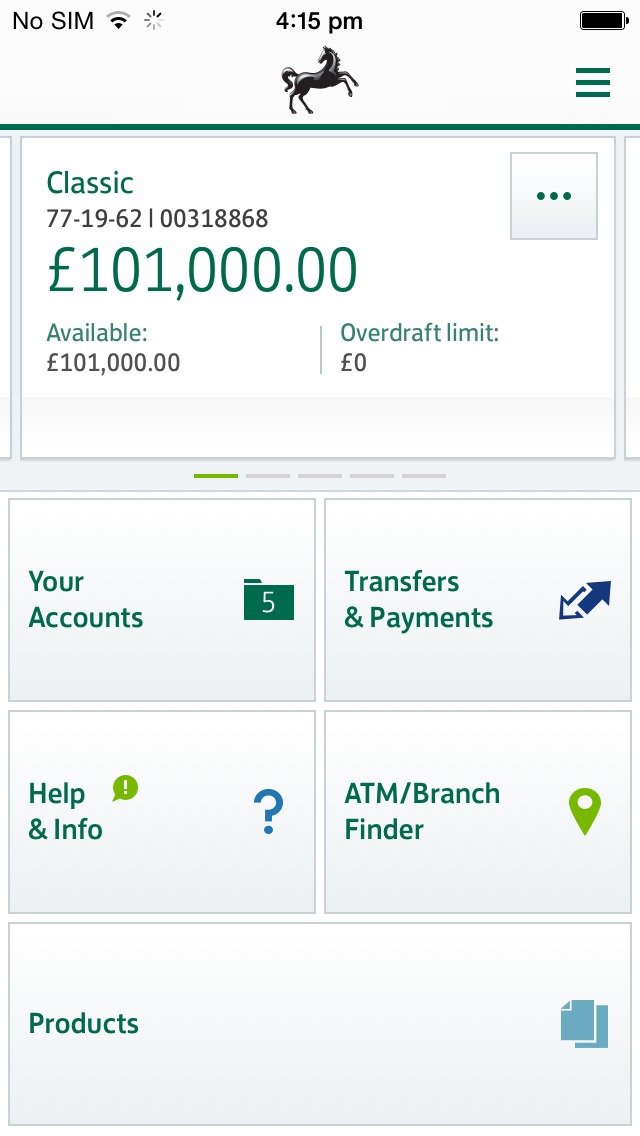 No SIM 4:15 pm
Classic
77-19-62 | 00318868
£101,000.00
Available: Overdraft limit:
£101,000.00 £0
Your
Accounts
5
Transfers
& Payments
Help
& Info
!
?
ATM/Branch
Finder
Products